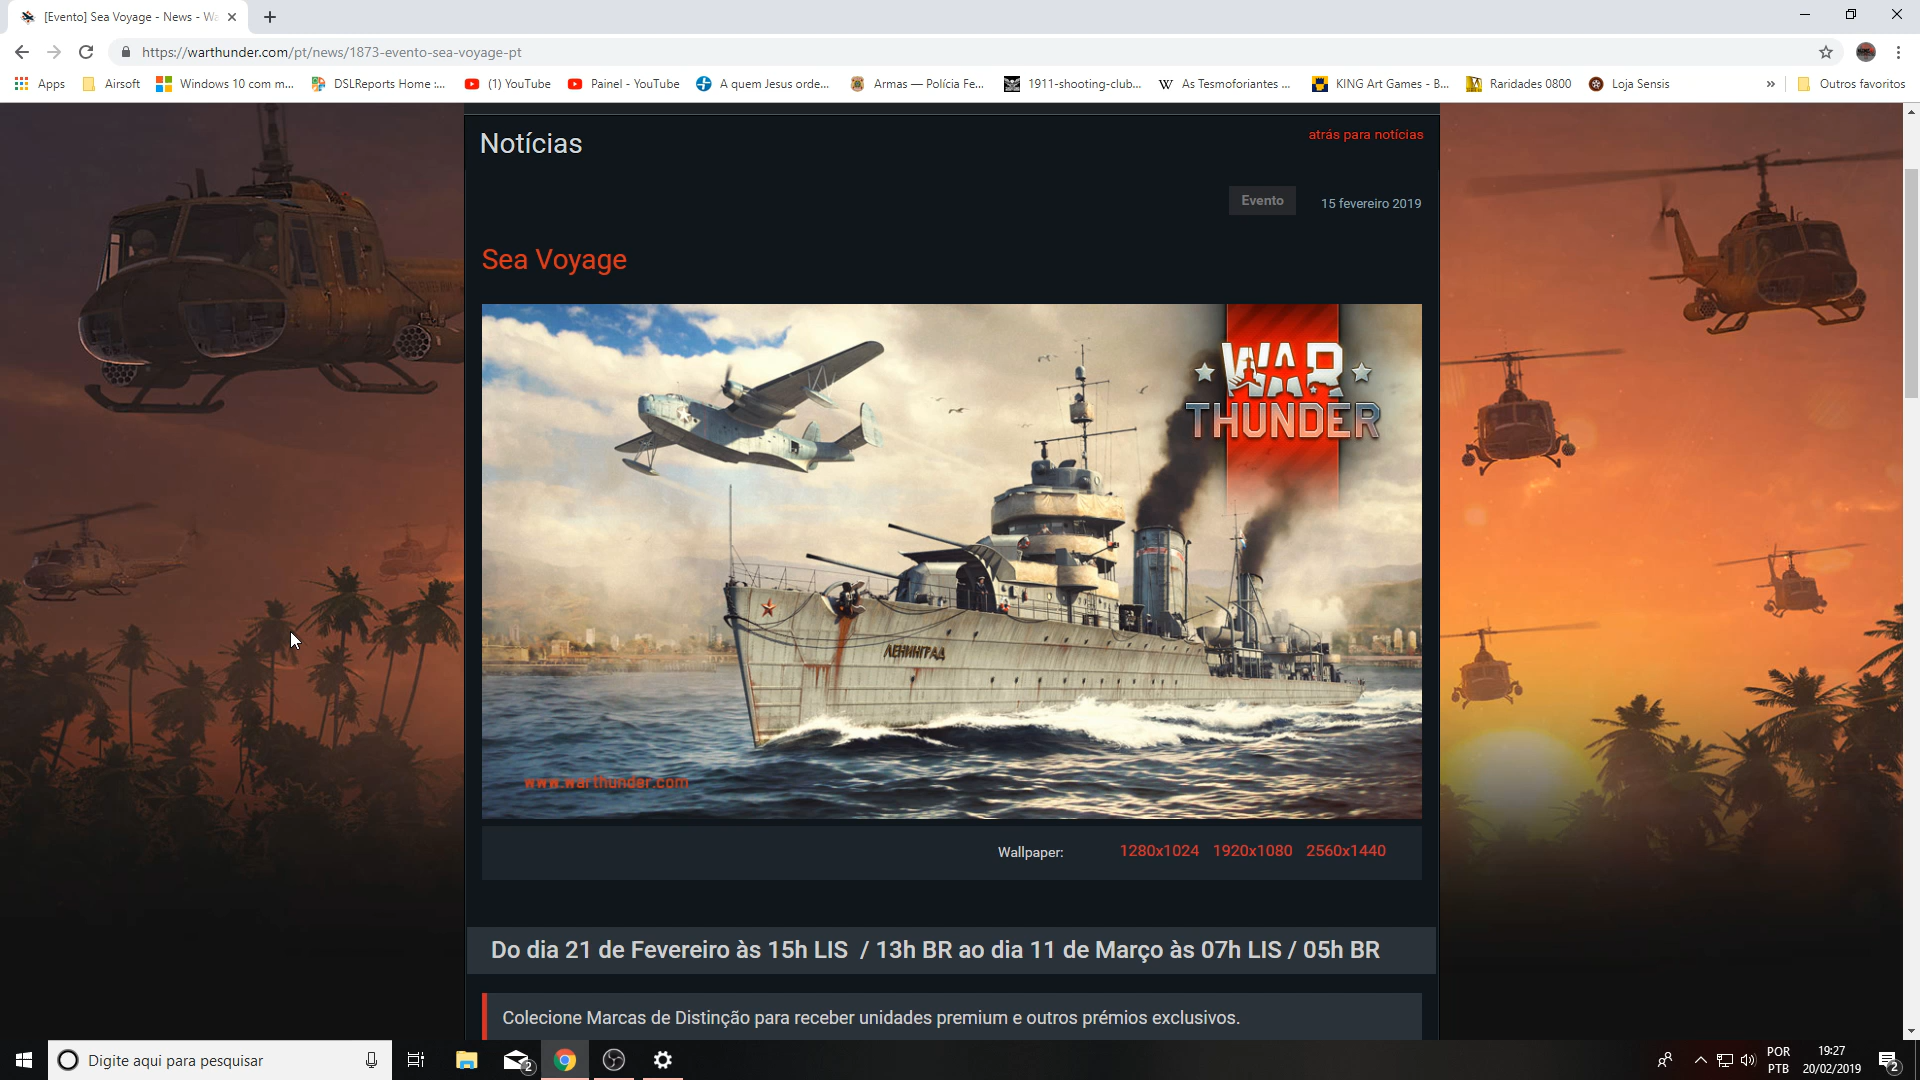 [Evento] Sea Voyage - News - Wa
https://warthunder.com/pt/news/1873-evento-sea-voyage-pt
Apps Airsoft Windows 10 com m... DSLReports Home :... (1) YouTube Painel - YouTube A quem Jesus orde... Armas — Polícia Fe... 1911-shooting-club... As Tesmoforiantes ... KING Art Games - B... Raridades 0800 Loja Sensis » Outros favoritos
Notícias
atrás para notícias
Evento
15 fevereiro 2019
Sea Voyage
WAR
THUNDER
ЛЕНИНГРАД
www.warthunder.com
Wallpaper: 1280x1024 1920x1080 2560x1440
Do dia 21 de Fevereiro às 15h LIS / 13h BR ao dia 11 de Março às 07h LIS / 05h BR
Colecione Marcas de Distinção para receber unidades premium e outros prémios exclusivos.
Digite aqui para pesquisar
2
POR
PTB
19:27
20/02/2019
2